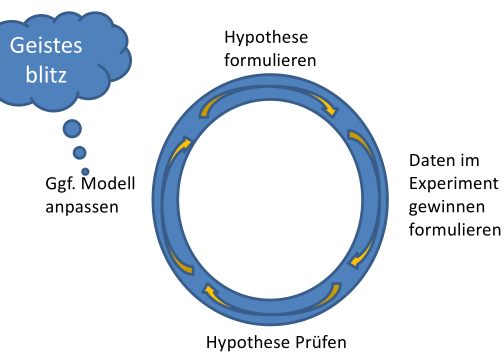 Geistes
blitz
Hypothese
formulieren
Daten im
Experiment
gewinnen
formulieren
Hypothese Prüfen
Ggf. Modell
anpassen